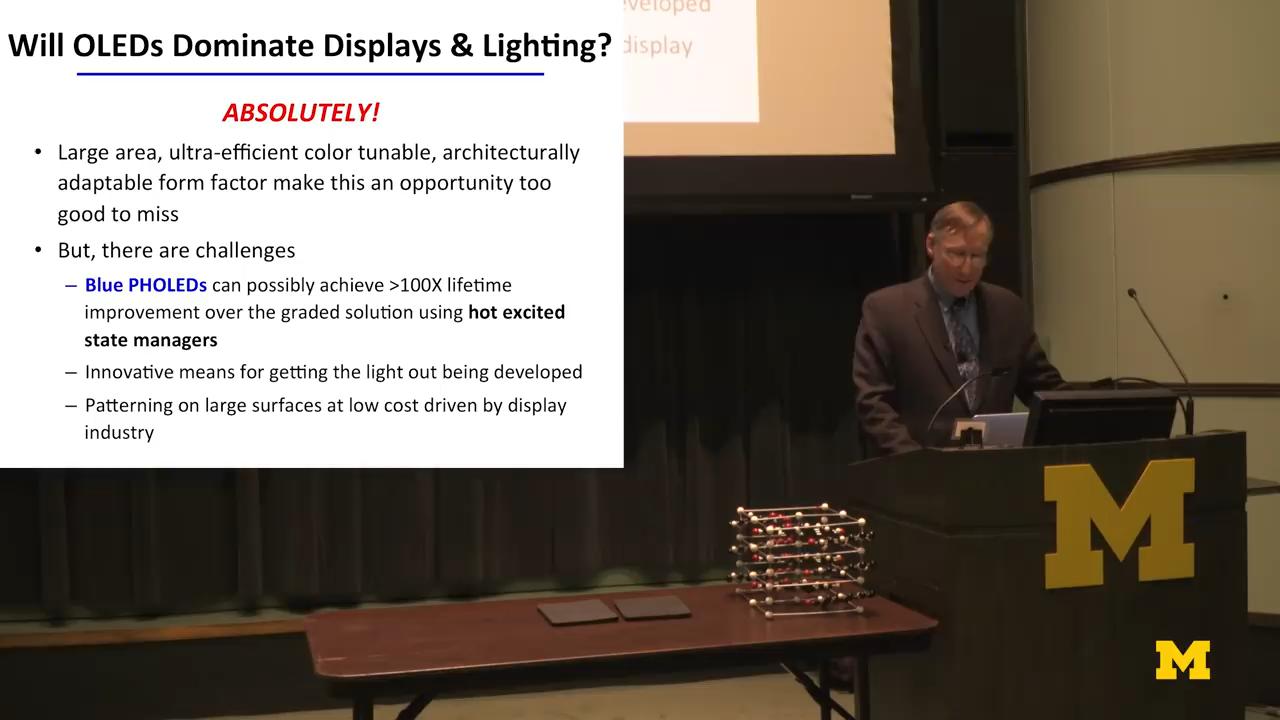 Will OLEDs Dominate Displays & Lighting?
ABSOLUTELY!
• Large area, ultra-efficient color tunable, architecturally
adaptable form factor make this an opportunity too
good to miss
• But, there are challenges
– Blue PHOLEDs can possibly achieve >100X lifetime
improvement over the graded solution using hot excited
state managers
– Innovative means for getting the light out being developed
– Patterning on large surfaces at low cost driven by display
industry
eveloped
display
M
M